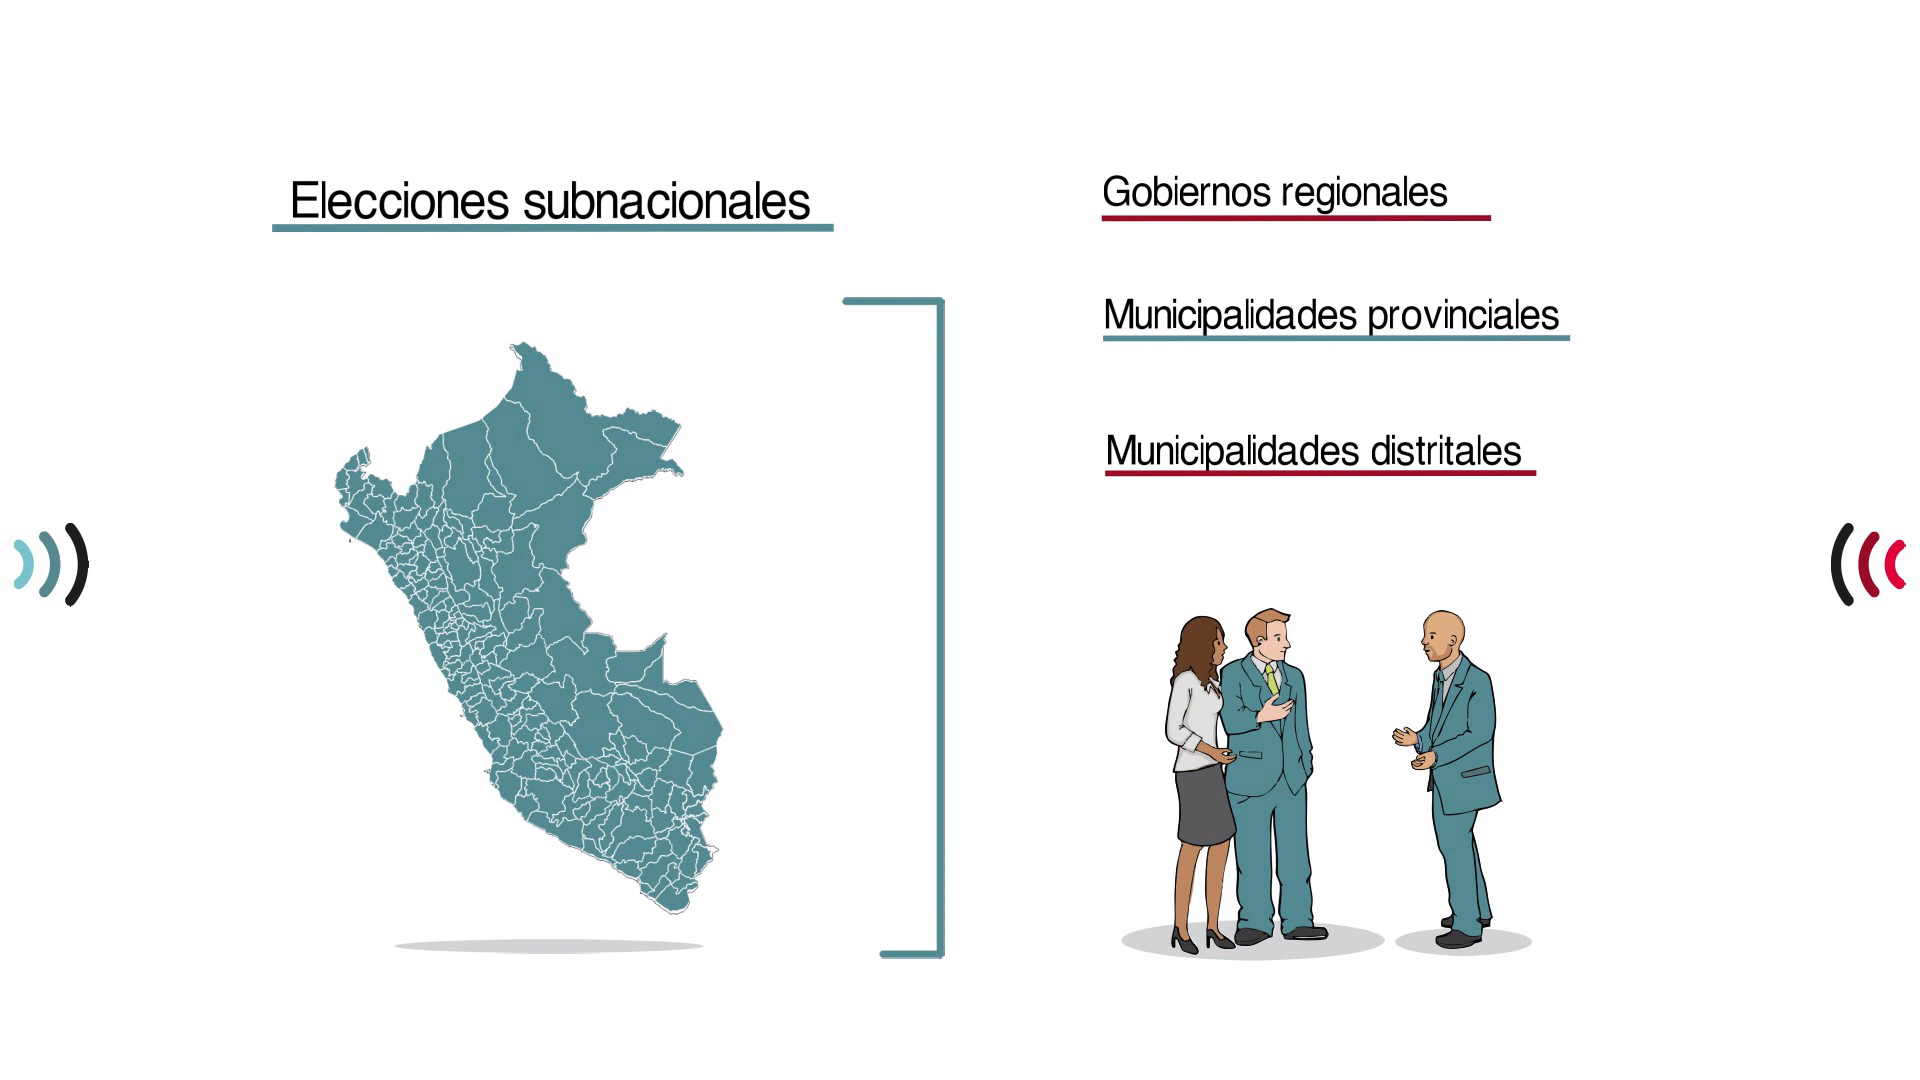 Elecciones subnacionales
Gobiernos regionales
Municipalidades provinciales
Municipalidades distritales